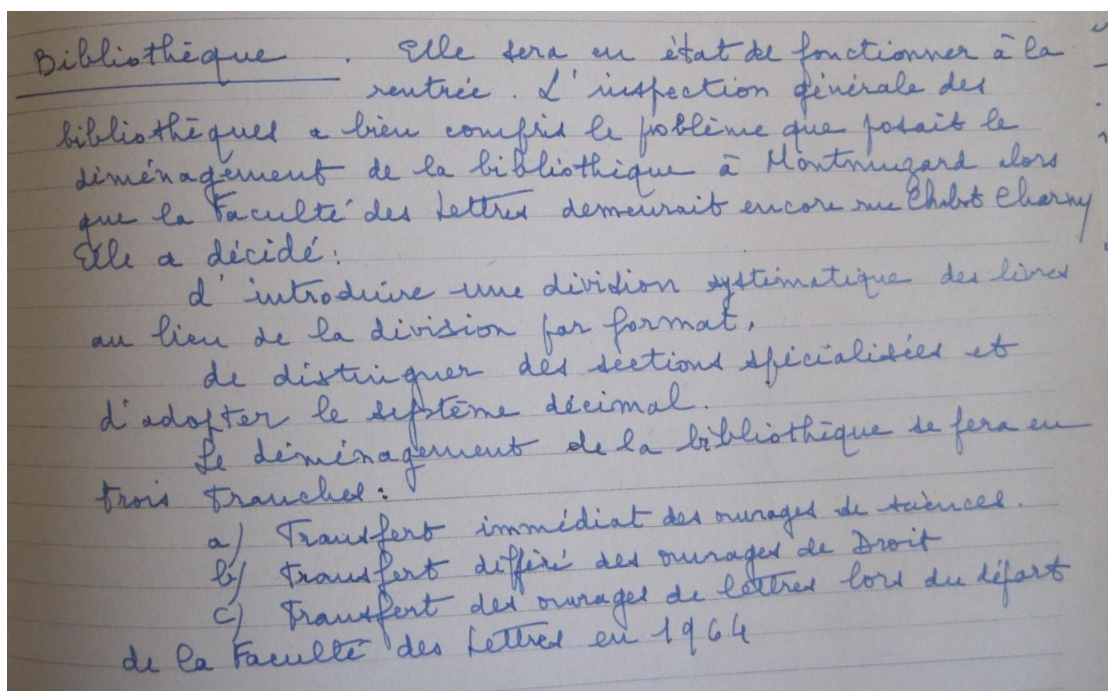 Bibliothèque . Elle sera en état de fonctionner à la
rentrée. L'inspection générale des
bibliothèques a bien compris le problème que posait le
déménagement de la bibliothèque à Montmuzard alors
que la Faculté des Lettres demeurait encore rue Chabot Charny
Elle a décidé :
d'introduire une division systématique des livres
au lieu de la division par format,
de distinguer des sections spécialisées et
d'adopter le système décimal.
Le déménagement de la bibliothèque se fera en
trois tranches :
a) Transfert immédiat des ouvrages de sciences.
b) Transfert différé des ouvrages de Droit
c) Transfert des ouvrages de lettres lors du départ
de la Faculté des Lettres en 1964